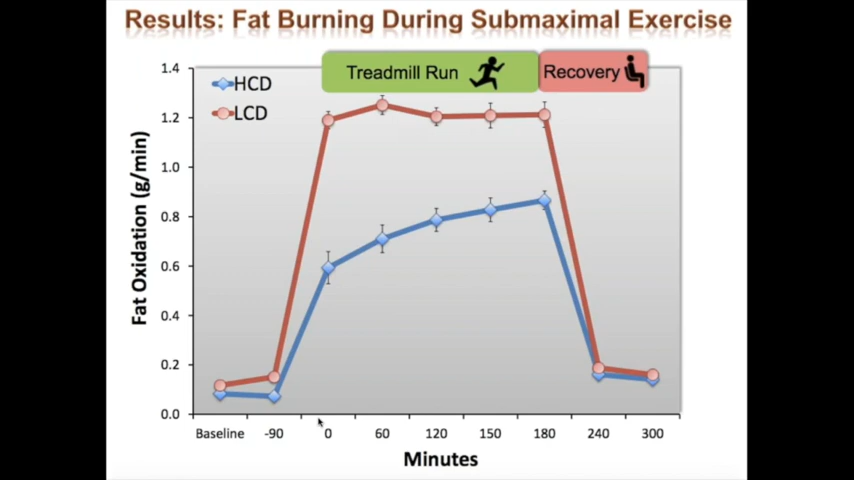 Results: Fat Burning During Submaximal Exercise
Treadmill Run
Recovery
HCD
LCD
1.4
1.2
1.0
0.8
0.6
0.4
0.2
0.0
Fat Oxidation (g/min)
Baseline -90 0 60 120 150 180 240 300
Minutes